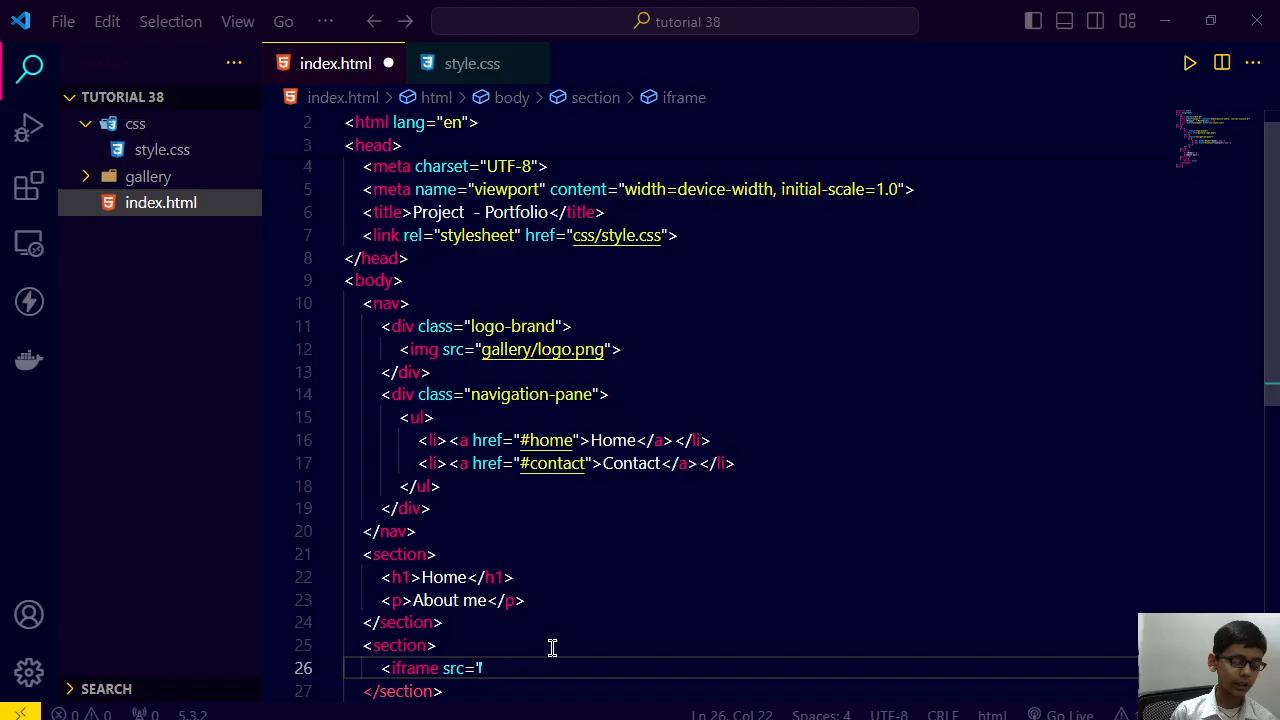 File Edit Selection View Go ··· tutorial 38
index.html style.css
index.html > html > body > section > iframe
TUTORIAL 38
css
style.css
gallery
index.html
SEARCH
2 <html lang="en">
3 <head>
4 <meta charset="UTF-8">
5 <meta name="viewport" content="width=device-width, initial-scale=1.0">
6 <title>Project - Portfolio</title>
7 <link rel="stylesheet" href="css/style.css">
8 </head>
9 <body>
10 <nav>
11 <div class="logo-brand">
12 <img src="gallery/logo.png">
13 </div>
14 <div class="navigation-pane">
15 <ul>
16 <li><a href="#home">Home</a></li>
17 <li><a href="#contact">Contact</a></li>
18 </ul>
19 </div>
20 </nav>
21 <section>
22 <h1>Home</h1>
23 <p>About me</p>
24 </section>
25 <section>
26 <iframe src="
27 </section>
0 0 0 5.3.2 Ln 26, Col 22 Spaces: 4 UTF-8 CRLF html Go Live